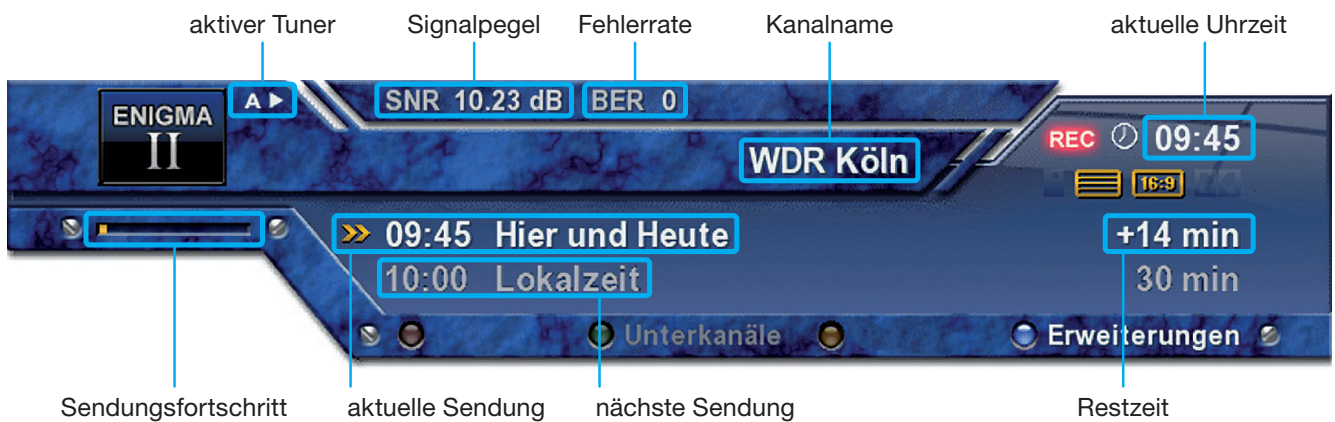 aktiver Tuner Signalpegel Fehlerrate Kanalname aktuelle Uhrzeit
ENIGMA
II
A
SNR 10.23 dB BER 0
WDR Köln
REC 09:45
16:9
09:45 Hier und Heute +14 min
10:00 Lokalzeit 30 min
Unterkanäle Erweiterungen
Sendungsfortschritt aktuelle Sendung nächste Sendung Restzeit